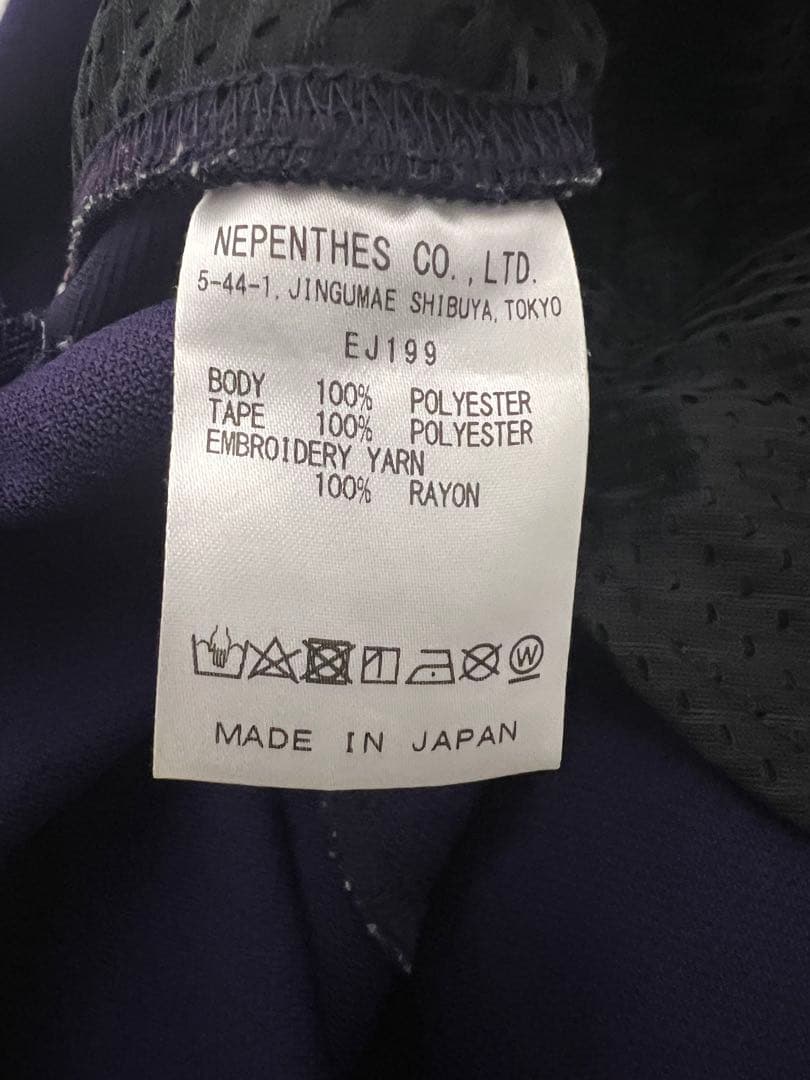 NEPENTHES CO., LTD.
5-44-1, JINGUMAE SHIBUYA, TOKYO
EJ199
BODY 100% POLYESTER
TAPE 100% POLYESTER
EMBROIDERY YARN
100% RAYON
W
MADE IN JAPAN